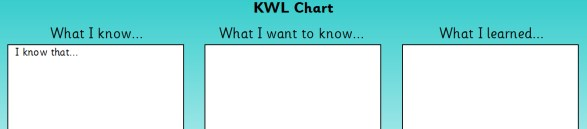 KWL Chart
What I know...
What I want to know...
What I learned...
I know that...